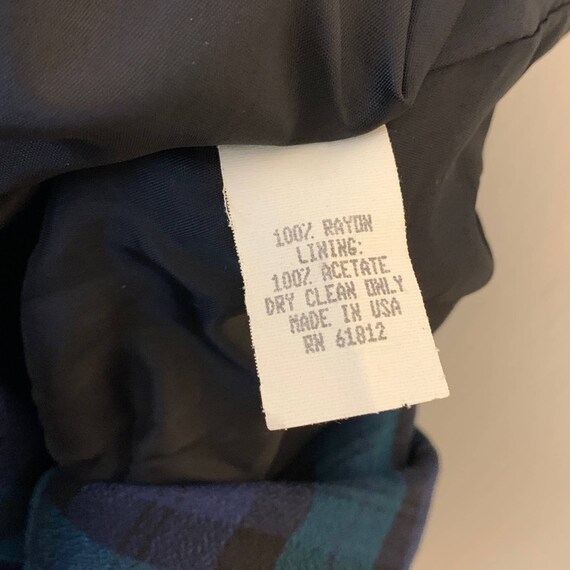 100% RAYON
LINING:
100% ACETATE
DRY CLEAN ONLY
MADE IN USA
RN 61812